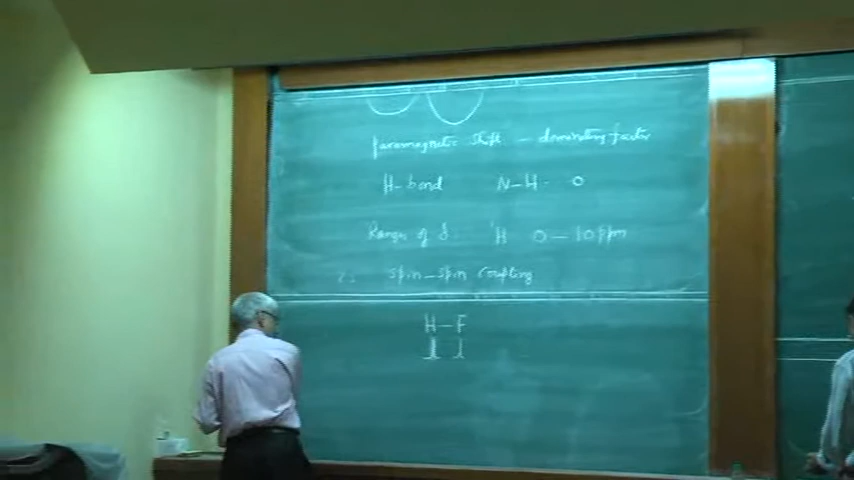 Paramagnetic shift – dominating factor
H-bond N–H O
Range of δ ¹H 0–10 ppm
spin–spin coupling
H–F